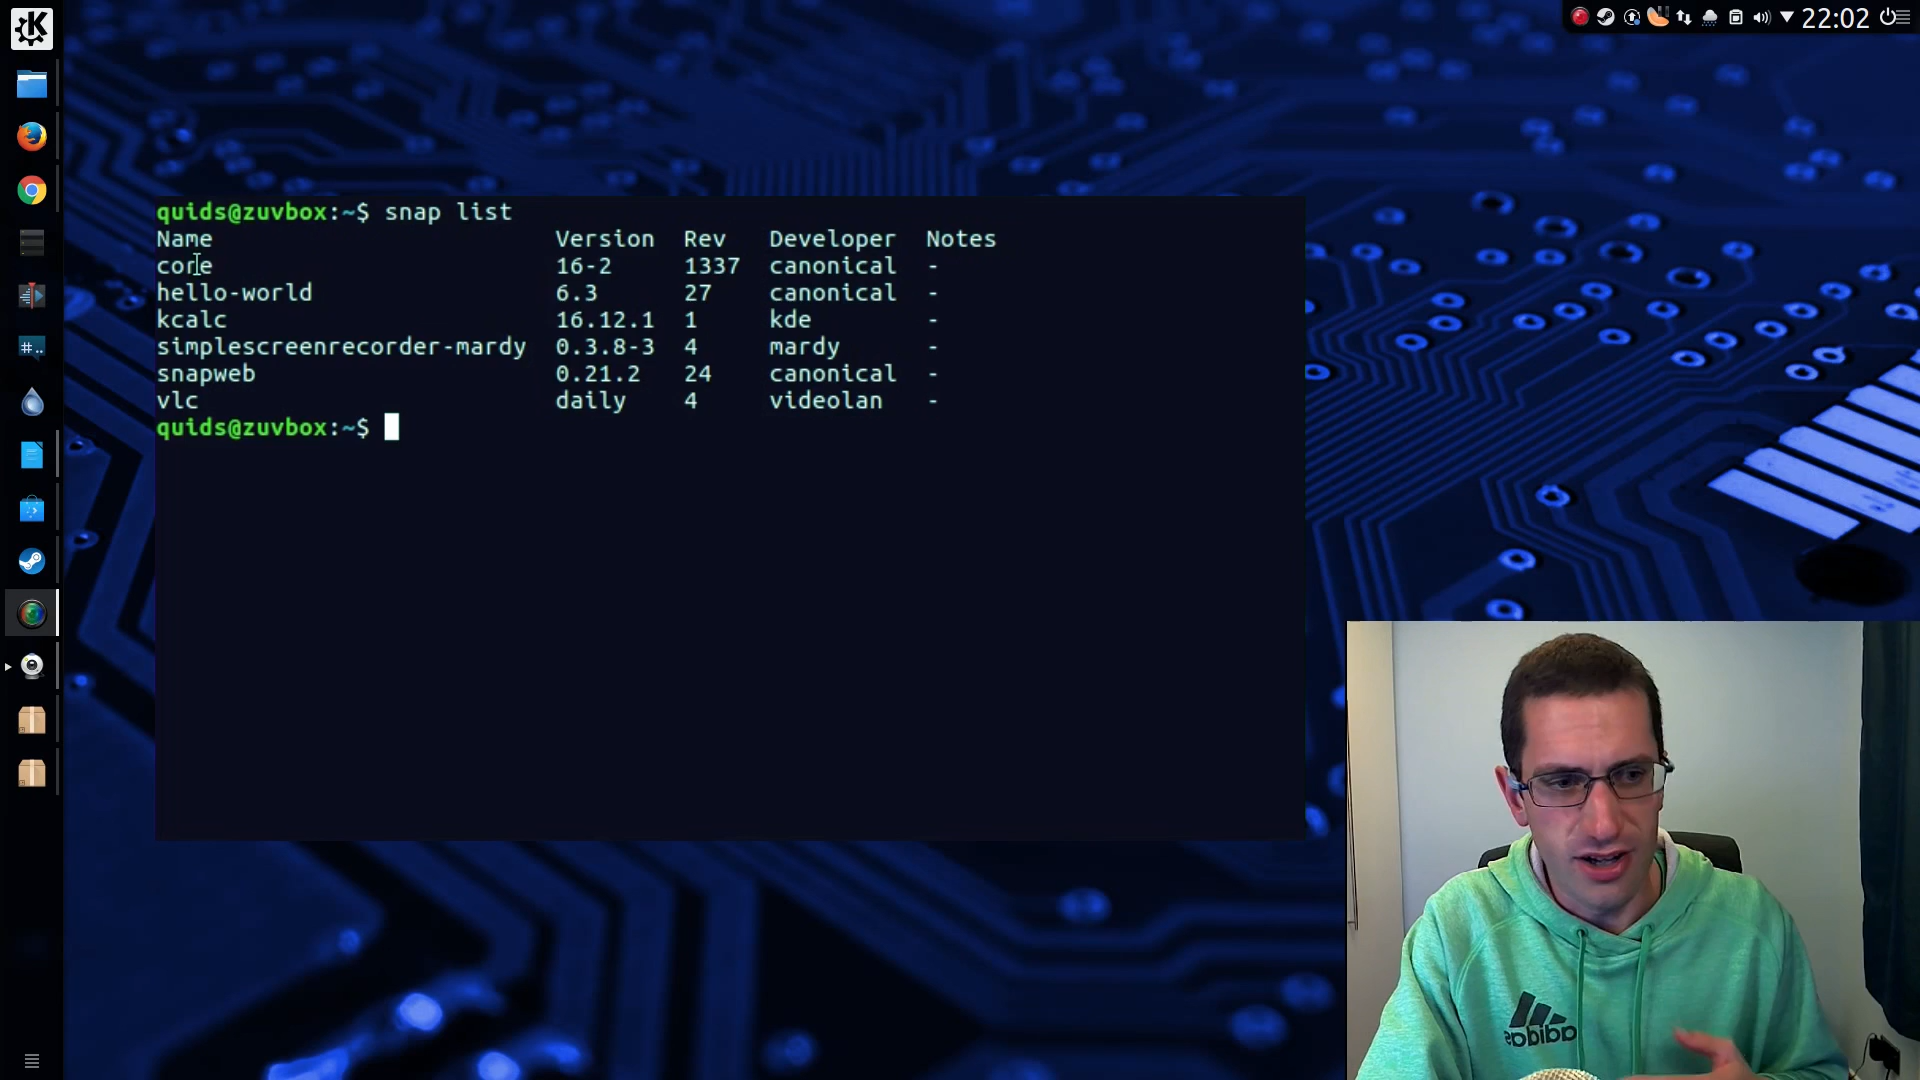 22:02
quids@zuvbox:~$ snap list
Name Version Rev Developer Notes
core 16-2 1337 canonical -
hello-world 6.3 27 canonical -
kcalc 16.12.1 1 kde -
simplescreenrecorder-mardy 0.3.8-3 4 mardy -
snapweb 0.21.2 24 canonical -
vlc daily 4 videolan -
quids@zuvbox:~$
adidas